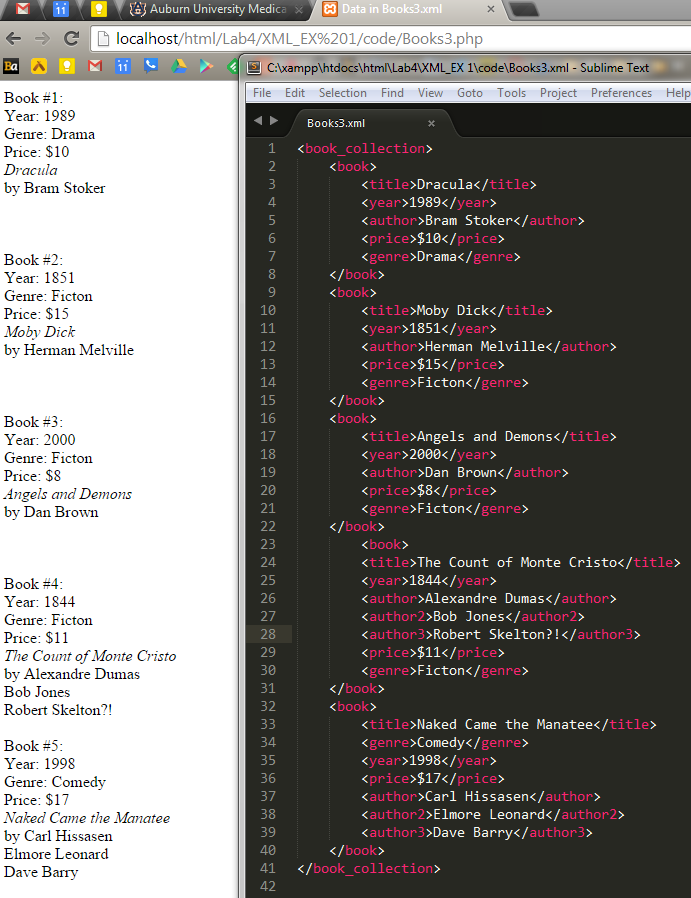 Auburn University Medica
Data in Books3.xml
localhost/html/Lab4/XML_EX%201/code/Books3.php
C:\xampp\htdocs\html\Lab4\XML_EX 1\code\Books3.xml - Sublime Text
File Edit Selection Find View Goto Tools Project Preferences Help
Books3.xml
Book #1:
Year: 1989
Genre: Drama
Price: $10
Dracula
by Bram Stoker
Book #2:
Year: 1851
Genre: Ficton
Price: $15
Moby Dick
by Herman Melville
Book #3:
Year: 2000
Genre: Ficton
Price: $8
Angels and Demons
by Dan Brown
Book #4:
Year: 1844
Genre: Ficton
Price: $11
The Count of Monte Cristo
by Alexandre Dumas
Bob Jones
Robert Skelton?!
Book #5:
Year: 1998
Genre: Comedy
Price: $17
Naked Came the Manatee
by Carl Hissasen
Elmore Leonard
Dave Barry
1 <book_collection>
2 <book>
3 <title>Dracula</title>
4 <year>1989</year>
5 <author>Bram Stoker</author>
6 <price>$10</price>
7 <genre>Drama</genre>
8 </book>
9 <book>
10 <title>Moby Dick</title>
11 <year>1851</year>
12 <author>Herman Melville</author>
13 <price>$15</price>
14 <genre>Ficton</genre>
15 </book>
16 <book>
17 <title>Angels and Demons</title>
18 <year>2000</year>
19 <author>Dan Brown</author>
20 <price>$8</price>
21 <genre>Ficton</genre>
22 </book>
23 <book>
24 <title>The Count of Monte Cristo</title>
25 <year>1844</year>
26 <author>Alexandre Dumas</author>
27 <author2>Bob Jones</author2>
28 <author3>Robert Skelton?!</author3>
29 <price>$11</price>
30 <genre>Ficton</genre>
31 </book>
32 <book>
33 <title>Naked Came the Manatee</title>
34 <genre>Comedy</genre>
35 <year>1998</year>
36 <price>$17</price>
37 <author>Carl Hissasen</author>
38 <author2>Elmore Leonard</author2>
39 <author3>Dave Barry</author3>
40 </book>
41 </book_collection>
42